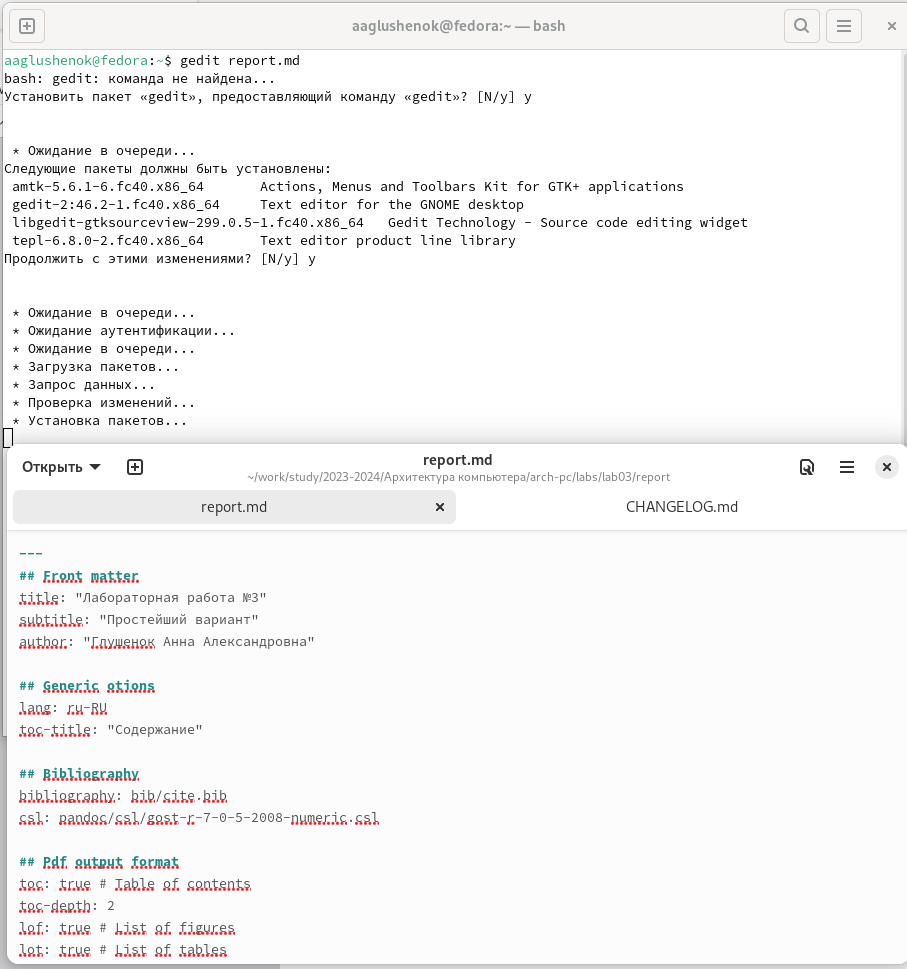 aaglushenok@fedora:~ — bash
aaglushenok@fedora:~$ gedit report.md
bash: gedit: команда не найдена...
Установить пакет «gedit», предоставляющий команду «gedit»? [N/y] y
* Ожидание в очереди...
Следующие пакеты должны быть установлены:
amtk-5.6.1-6.fc40.x86_64 Actions, Menus and Toolbars Kit for GTK+ applications
gedit-2:46.2-1.fc40.x86_64 Text editor for the GNOME desktop
libgedit-gtksourceview-299.0.5-1.fc40.x86_64 Gedit Technology - Source code editing widget
tepl-6.8.0-2.fc40.x86_64 Text editor product line library
Продолжить с этими изменениями? [N/y] y
* Ожидание в очереди...
* Ожидание аутентификации...
* Ожидание в очереди...
* Загрузка пакетов...
* Запрос данных...
* Проверка изменений...
* Установка пакетов...
Открыть
report.md
~/work/study/2023-2024/Архитектура компьютера/arch-pc/labs/lab03/report
report.md
CHANGELOG.md
---
## Front matter
title: "Лабораторная работа №3"
subtitle: "Простейший вариант"
author: "Глушенок Анна Александровна"
## Generic otions
lang: ru-RU
toc-title: "Содержание"
## Bibliography
bibliography: bib/cite.bib
csl: pandoc/csl/gost-r-7-0-5-2008-numeric.csl
## Pdf output format
toc: true # Table of contents
toc-depth: 2
lof: true # List of figures
lot: true # List of tables